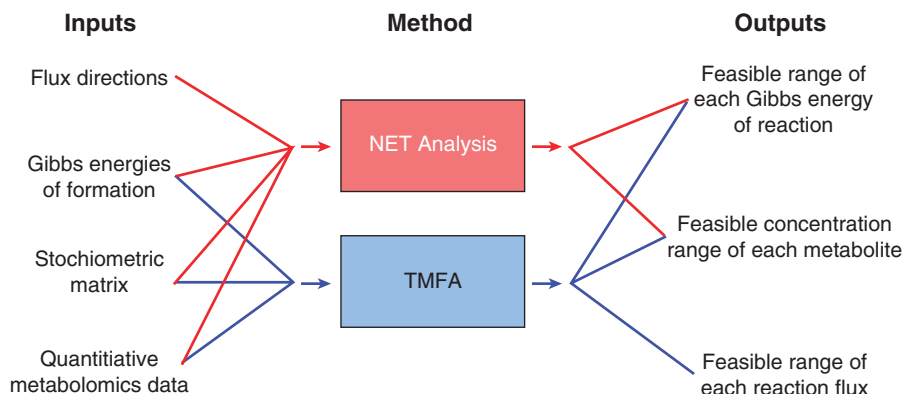 Inputs
Method
Outputs
Flux directions
Gibbs energies
of formation
Stochiometric
matrix
Quantitiative
metabolomics data
NET Analysis
TMFA
Feasible range of
each Gibbs energy
of reaction
Feasible concentration
range of each metabolite
Feasible range of
each reaction flux